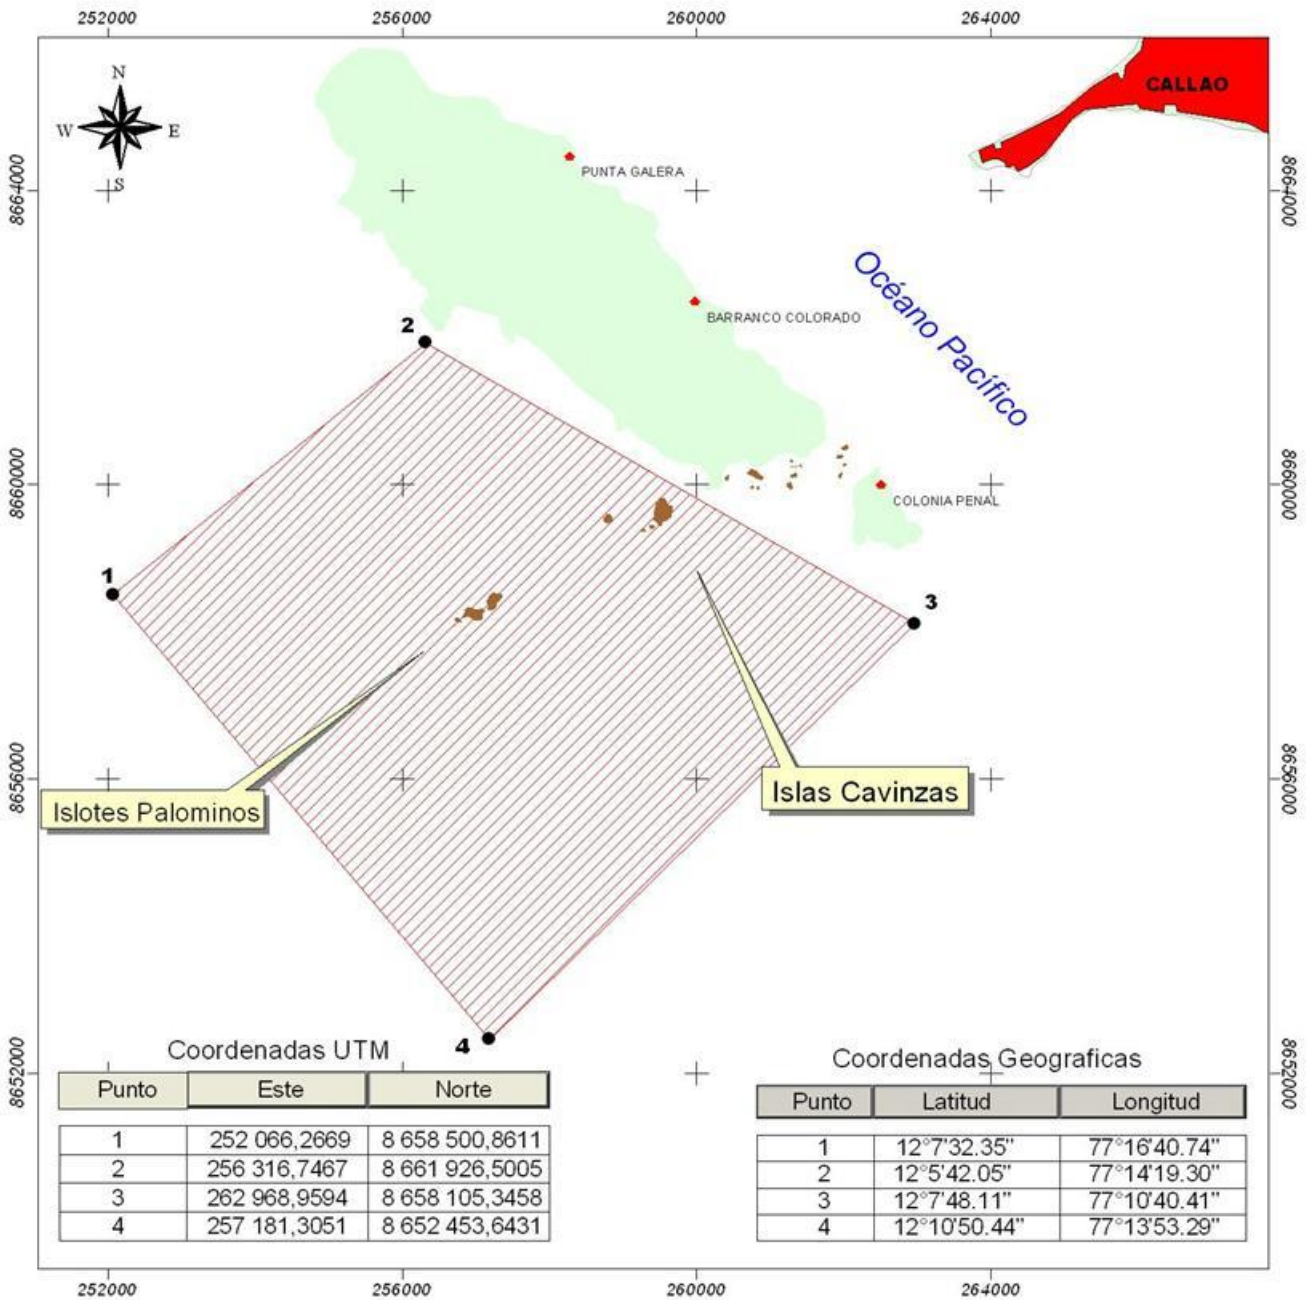 252000 256000 260000 264000
N
W E
S
CALLAO
PUNTA GALERA
8664000 8664000
Océano Pacífico
BARRANCO COLORADO
2
8660000 8660000
COLONIA PENAL
1
3
8656000 8656000
Islas Cavinzas
Islotes Palominos
4
8652000 8652000
Coordenadas UTM
Punto Este Norte
1 252 066,2669 8 658 500,8611
2 256 316,7467 8 661 926,5005
3 262 968,9594 8 658 105,3458
4 257 181,3051 8 652 453,6431
Coordenadas Geograficas
Punto Latitud Longitud
1 12°7'32.35" 77°16'40.74"
2 12°5'42.05" 77°14'19.30"
3 12°7'48.11" 77°10'40.41"
4 12°10'50.44" 77°13'53.29"
252000 256000 260000 264000